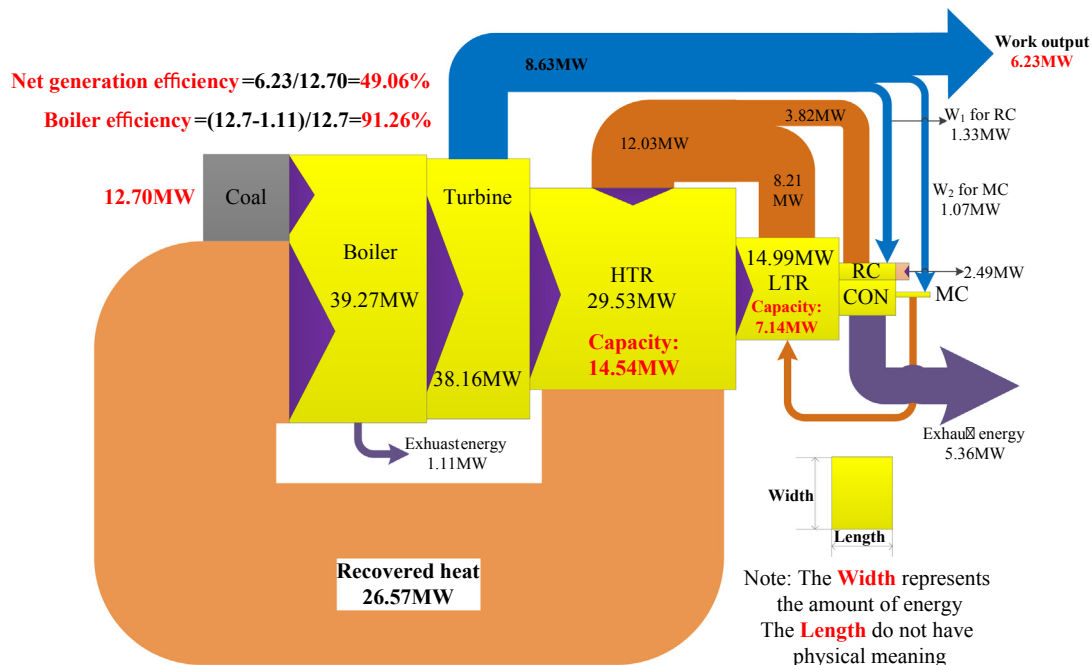 Work output
6.23MW
8.63MW
Net generation efficiency=6.23/12.70=49.06%
Boiler efficiency=(12.7-1.11)/12.7=91.26%
3.82MW
W1 for RC
1.33MW
12.03MW
8.21
MW
12.70MW
Coal
Turbine
W2 for MC
1.07MW
Boiler
39.27MW
HTR
29.53MW
14.99MW
LTR
RC
2.49MW
CON
MC
Capacity:
7.14MW
Capacity:
14.54MW
38.16MW
Exhuast energy
1.11MW
energy
5.36MW
Width
Length
Recovered heat
26.57MW
Note: The Width represents
the amount of energy
The Length do not have
physical meaning